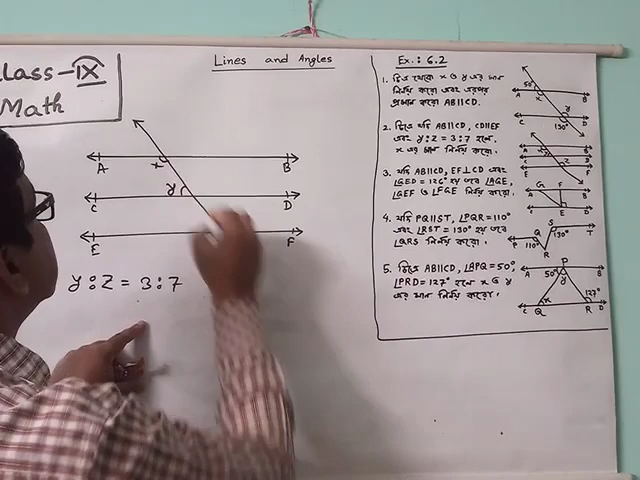 Class-IX
Math
Lines and Angles
A
B
x
y
C
D
E
F
y : z = 3 : 7
Ex.: 6.2
1. চিত্র থেকে x ও y এর মান
নির্ণয় করো এবং তারপর
প্রমাণ করো AB||CD.
50°
A
B
x
y
C
D
130°
2. চিত্রে যদি AB||CD, CD||EF
এবং y : z = 3 : 7 হলে
x এর মান নির্ণয় করো.
3. যদি AB||CD, EF⊥CD এবং
∠GED = 126° হয় তবে ∠AGE,
∠GEF ও ∠FGE নির্ণয় করো.
A
G
F
B
C
E
D
4. যদি PQ||ST, ∠PQR = 110°
এবং ∠RST = 130° হয় তবে
∠QRS নির্ণয় করো.
S
T
130°
Q
110°
R
5. চিত্রে AB||CD, ∠APQ = 50°,
∠PRD = 127° হলে x ও y
এর মান নির্ণয় করো.
P
A
B
50°
y
x
127°
C
Q
R
D